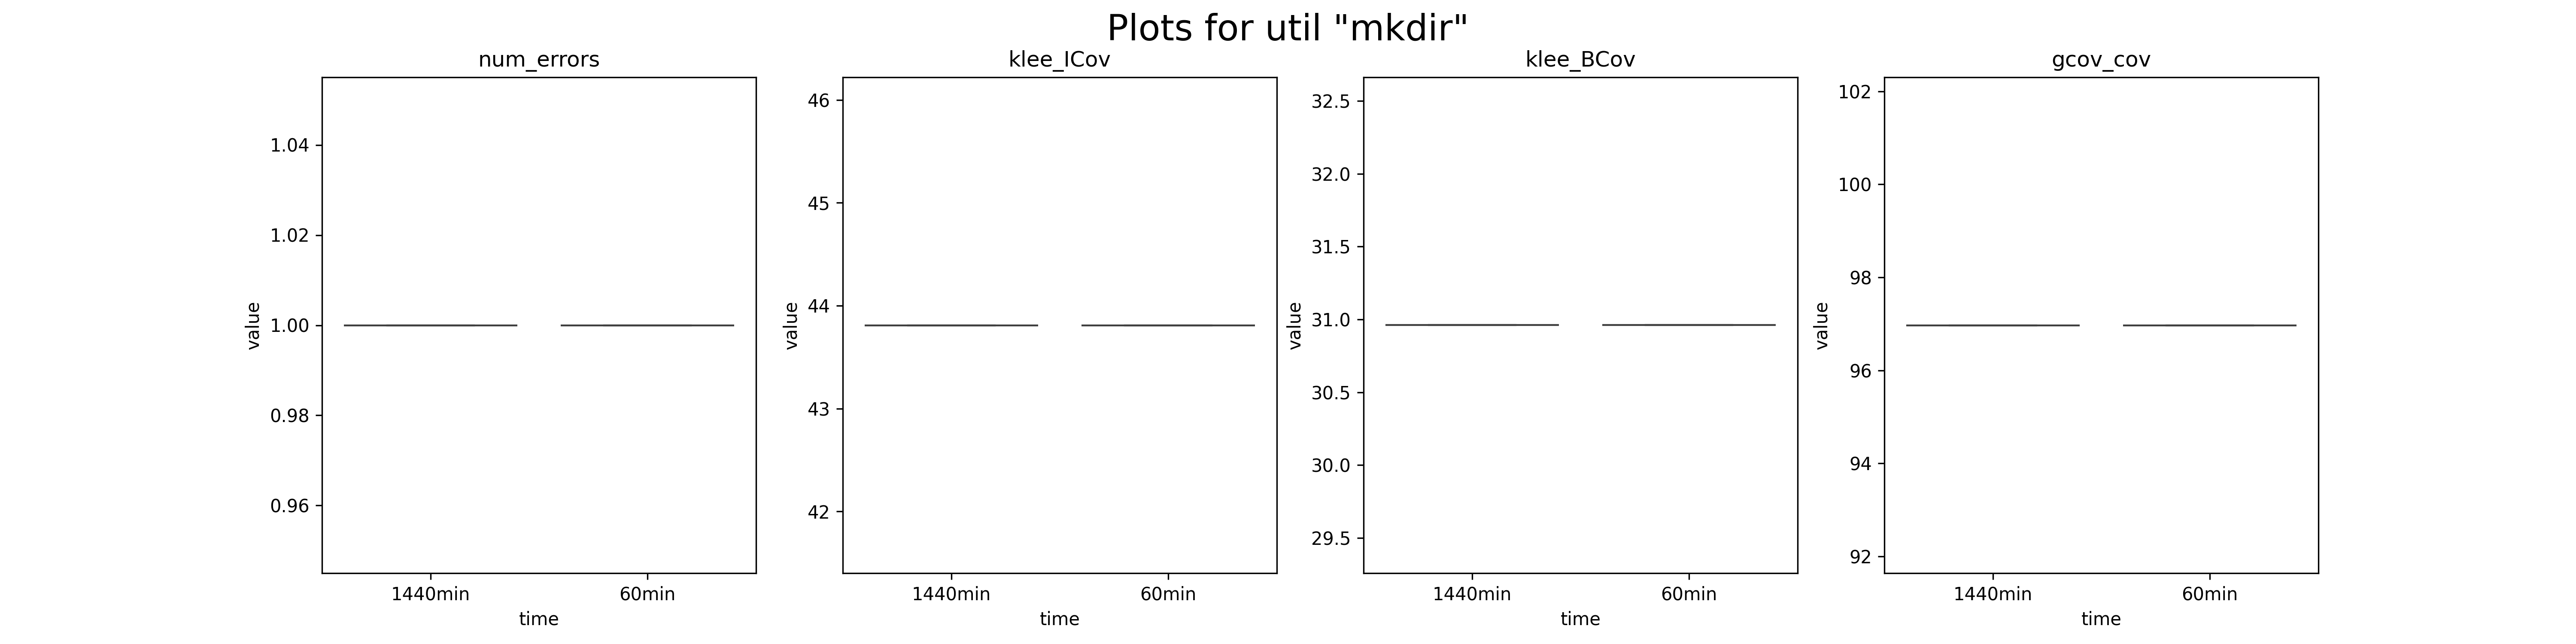 Plots for util "mkdir"
num_errors
1.04
1.02
1.00
0.98
0.96
value
1440min 60min
time
klee_ICov
46
45
44
43
42
value
1440min 60min
time
klee_BCov
32.5
32.0
31.5
31.0
30.5
30.0
29.5
value
1440min 60min
time
gcov_cov
102
100
98
96
94
92
value
1440min 60min
time